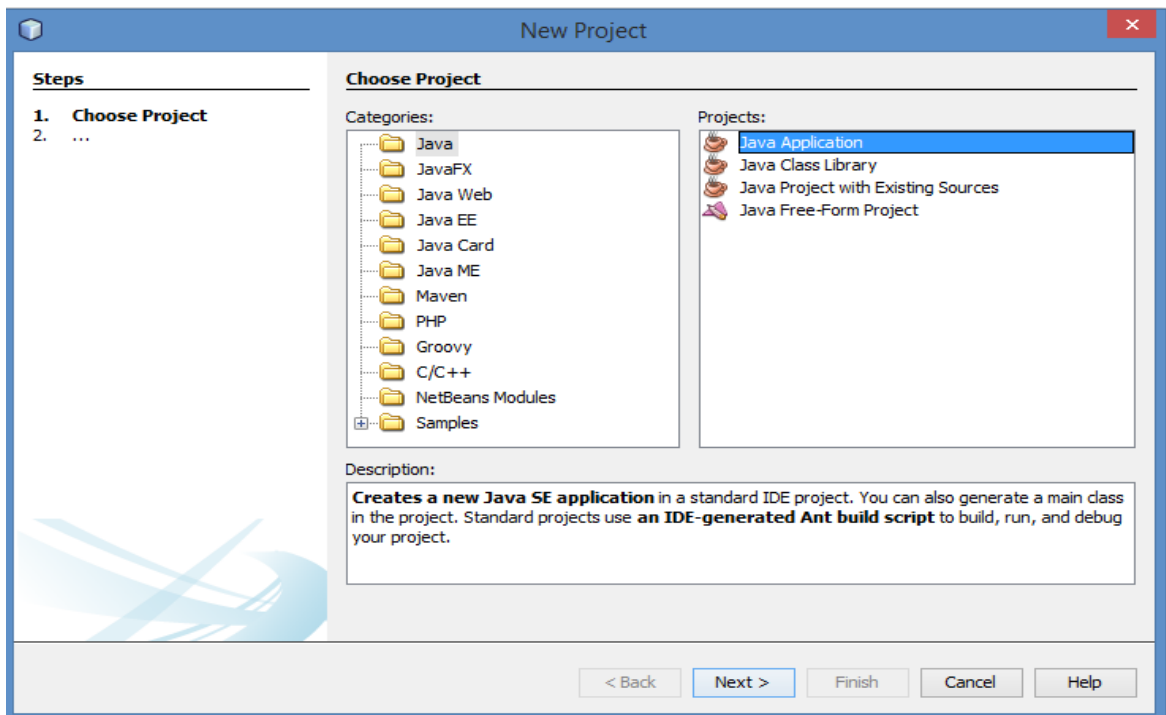 New Project
Steps
1. Choose Project
2. ...
Choose Project
Categories:
Java
JavaFX
Java Web
Java EE
Java Card
Java ME
Maven
PHP
Groovy
C/C++
NetBeans Modules
Samples
Projects:
Java Application
Java Class Library
Java Project with Existing Sources
Java Free-Form Project
Description:
Creates a new Java SE application in a standard IDE project. You can also generate a main class
in the project. Standard projects use an IDE-generated Ant build script to build, run, and debug
your project.
< Back
Next >
Finish
Cancel
Help